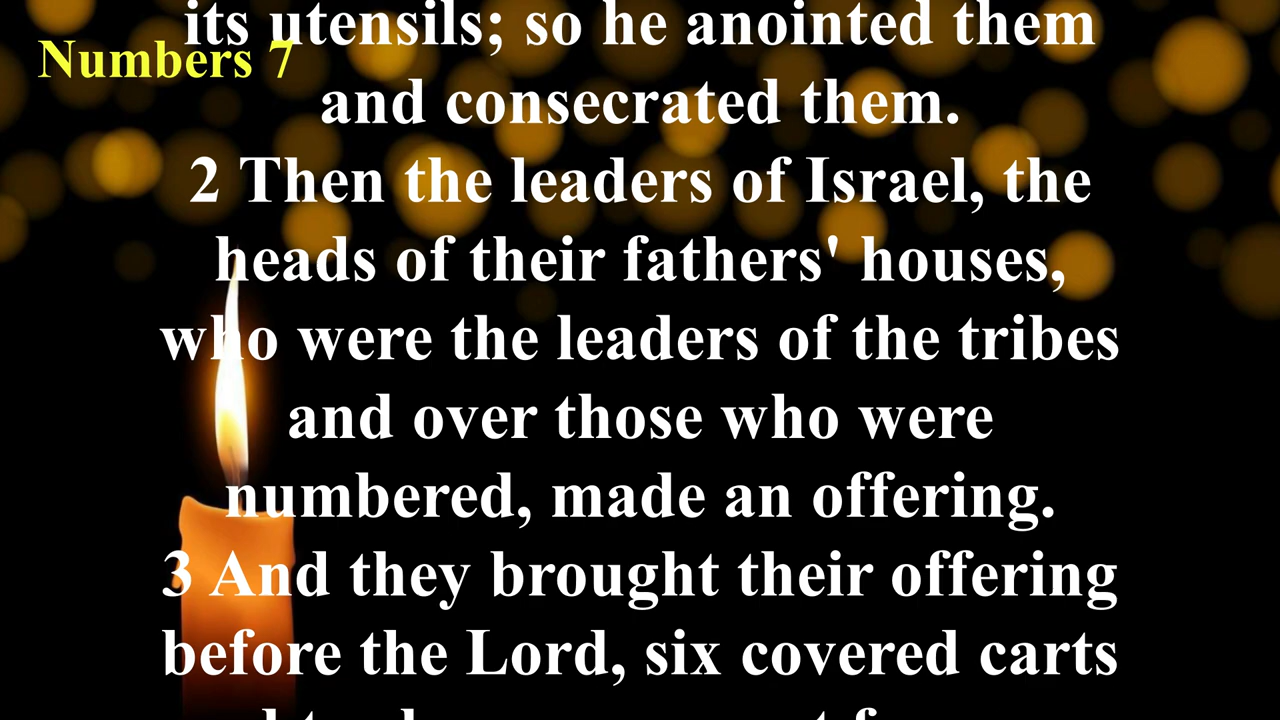 its utensils; so he anointed them
Numbers 7
and consecrated them.
2 Then the leaders of Israel, the
heads of their fathers' houses,
who were the leaders of the tribes
and over those who were
numbered, made an offering.
3 And they brought their offering
before the Lord, six covered carts